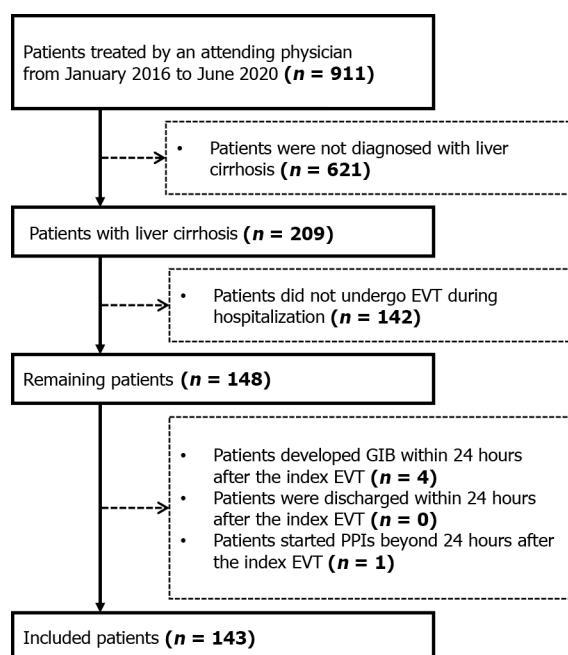 Patients treated by an attending physician
from January 2016 to June 2020 (n = 911)
• Patients were not diagnosed with liver
cirrhosis (n = 621)
Patients with liver cirrhosis (n = 209)
• Patients did not undergo EVT during
hospitalization (n = 142)
Remaining patients (n = 148)
• Patients developed GIB within 24 hours
after the index EVT (n = 4)
• Patients were discharged within 24 hours
after the index EVT (n = 0)
• Patients started PPIs beyond 24 hours after
the index EVT (n = 1)
Included patients (n = 143)